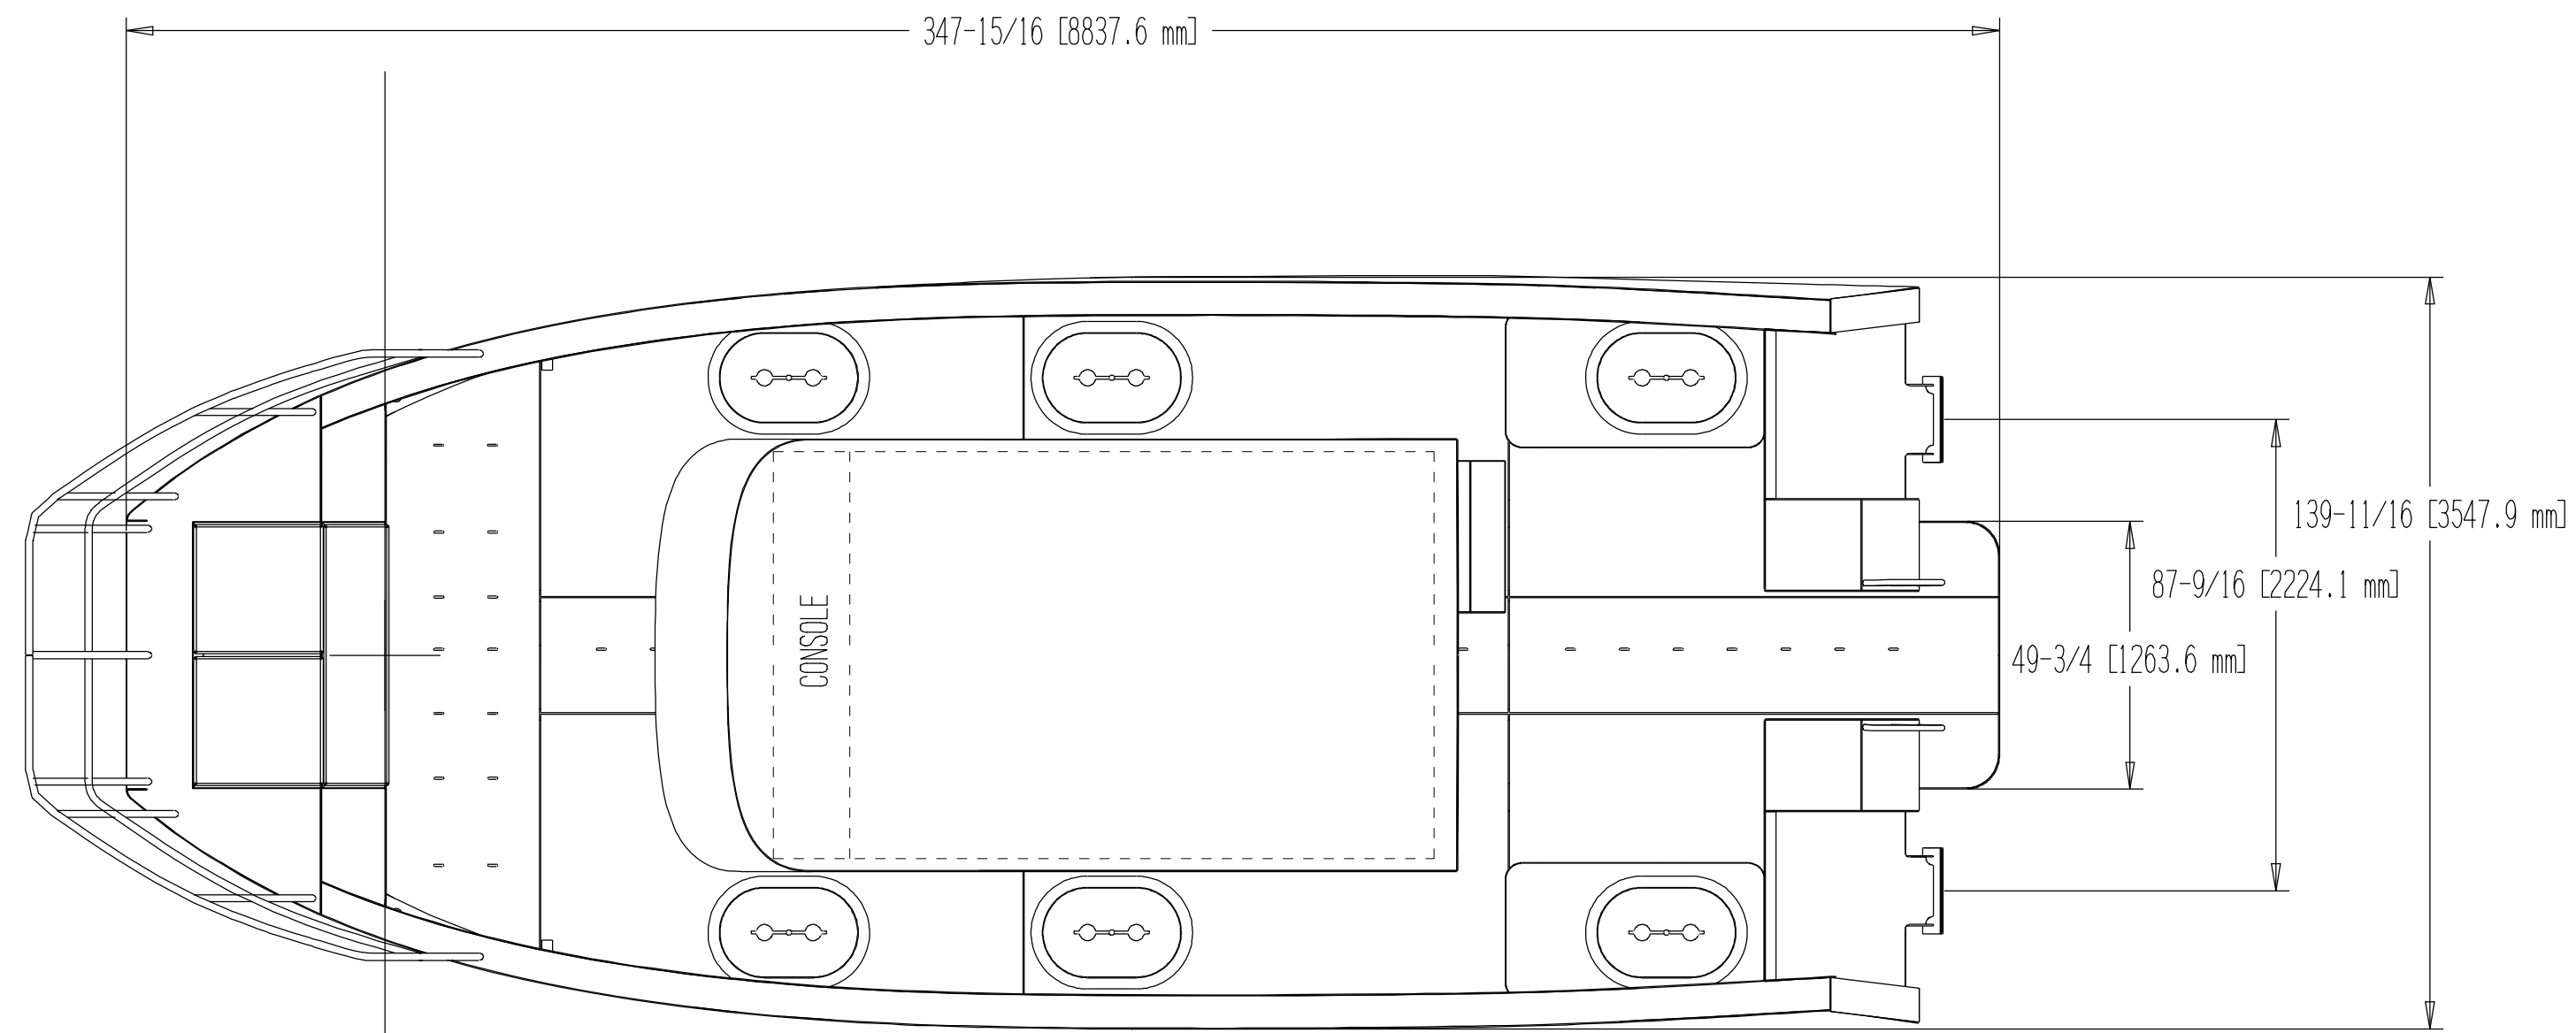 347-15/16 [8837.6 mm]
139-11/16 [3547.9 mm]
87-9/16 [2224.1 mm]
49-3/4 [1263.6 mm]
CONSOLE